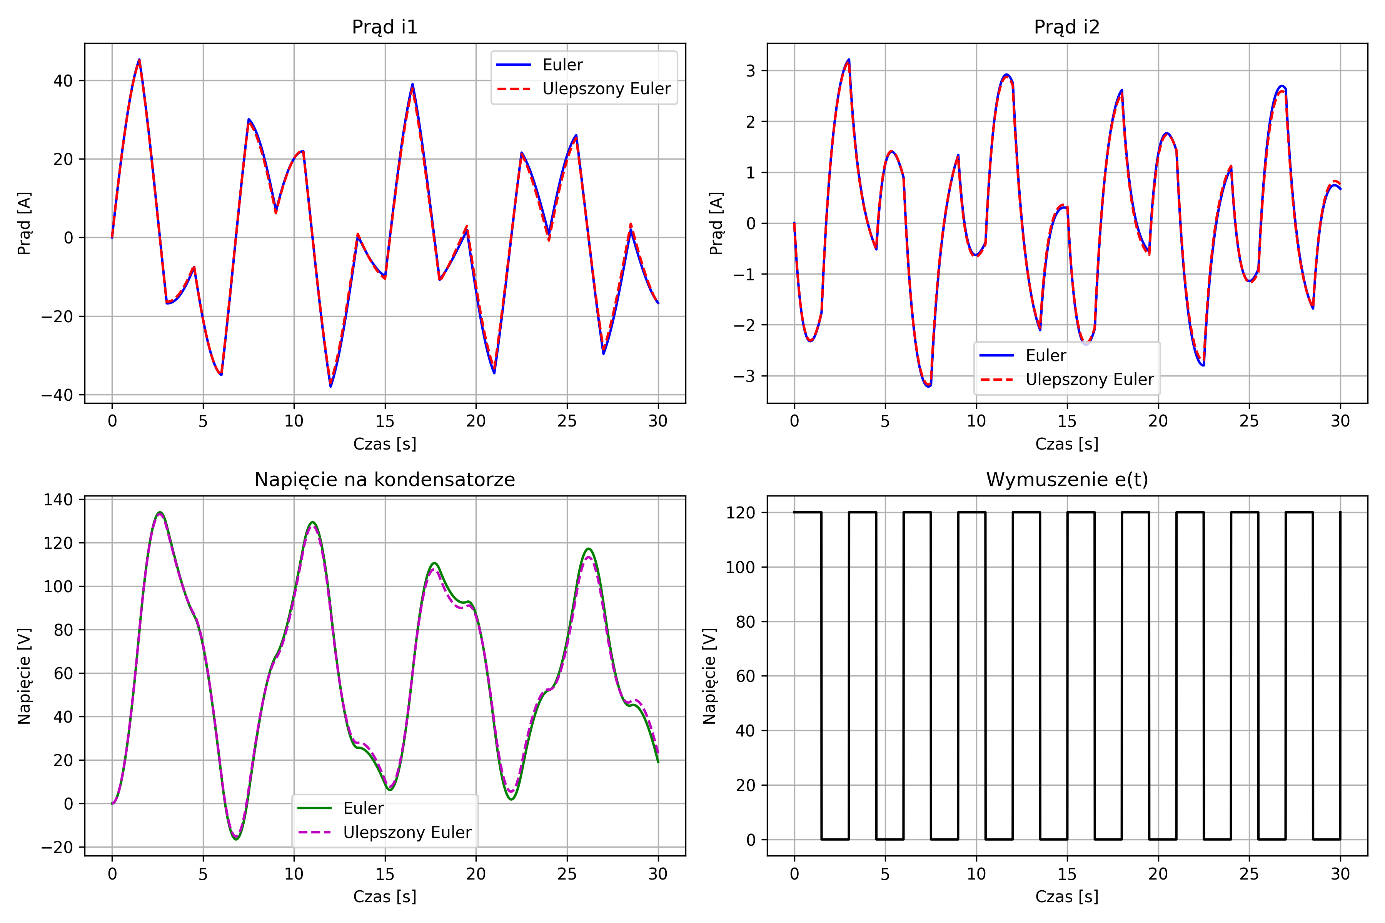 Prąd i1
Prąd [A]
40
20
0
−20
−40
Euler
Ulepszony Euler
0 5 10 15 20 25 30
Czas [s]
Prąd i2
Prąd [A]
3
2
1
0
−1
−2
−3
Euler
Ulepszony Euler
0 5 10 15 20 25 30
Czas [s]
Napięcie na kondensatorze
Napięcie [V]
140
120
100
80
60
40
20
0
−20
Euler
Ulepszony Euler
0 5 10 15 20 25 30
Czas [s]
Wymuszenie e(t)
Napięcie [V]
120
100
80
60
40
20
0
0 5 10 15 20 25 30
Czas [s]